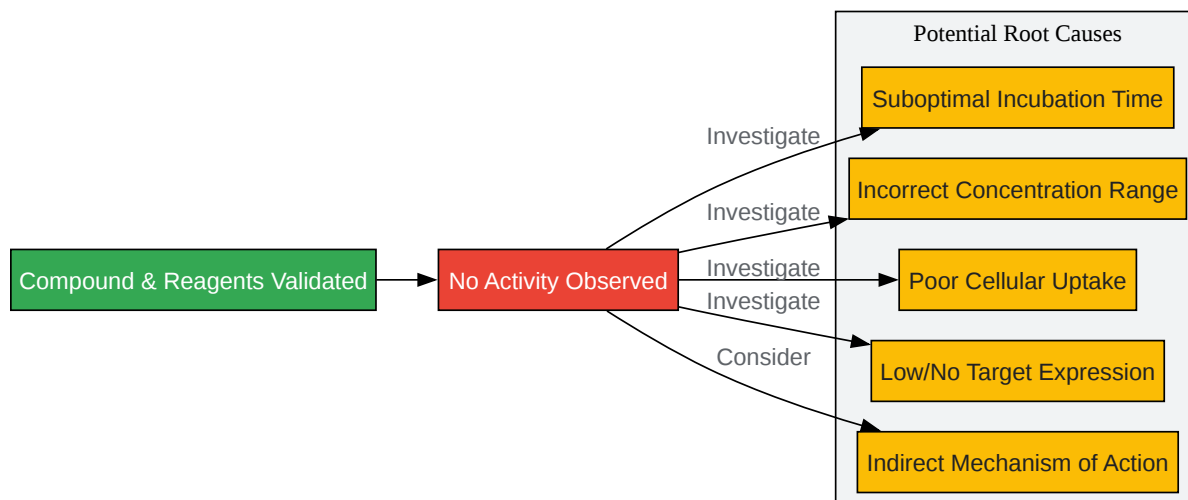 Potential Root Causes
Suboptimal Incubation Time
Investigate
Incorrect Concentration Range
Investigate
Compound & Reagents Validated
No Activity Observed
Investigate
Poor Cellular Uptake
Investigate
Low/No Target Expression
Consider
Indirect Mechanism of Action